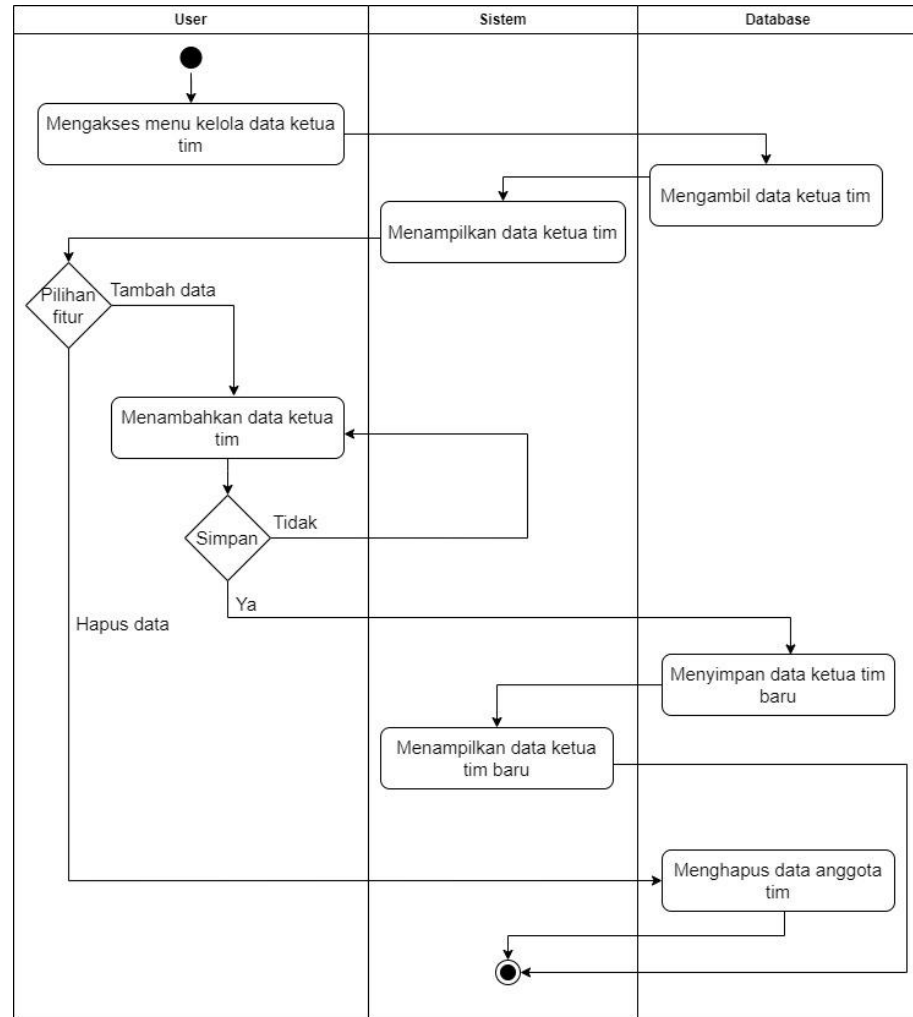 User
Sistem
Database
Mengakses menu kelola data ketua
tim
Mengambil data ketua tim
Menampilkan data ketua tim
Pilihan
fitur
Tambah data
Menambahkan data ketua
tim
Simpan
Tidak
Ya
Hapus data
Menyimpan data ketua tim
baru
Menampilkan data ketua
tim baru
Menghapus data anggota
tim